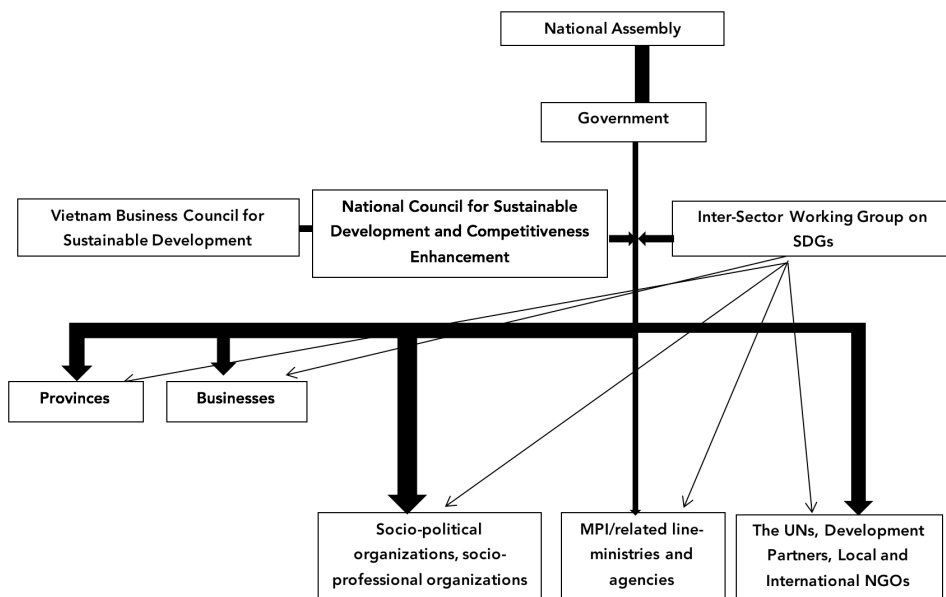 National Assembly
Government
Vietnam Business Council for
Sustainable Development
National Council for Sustainable
Development and Competitiveness
Enhancement
Inter-Sector Working Group on
SDGs
Provinces
Businesses
Socio-political
organizations, socio-
professional organizations
MPI/related line-
ministries and
agencies
The UNs, Development
Partners, Local and
International NGOs